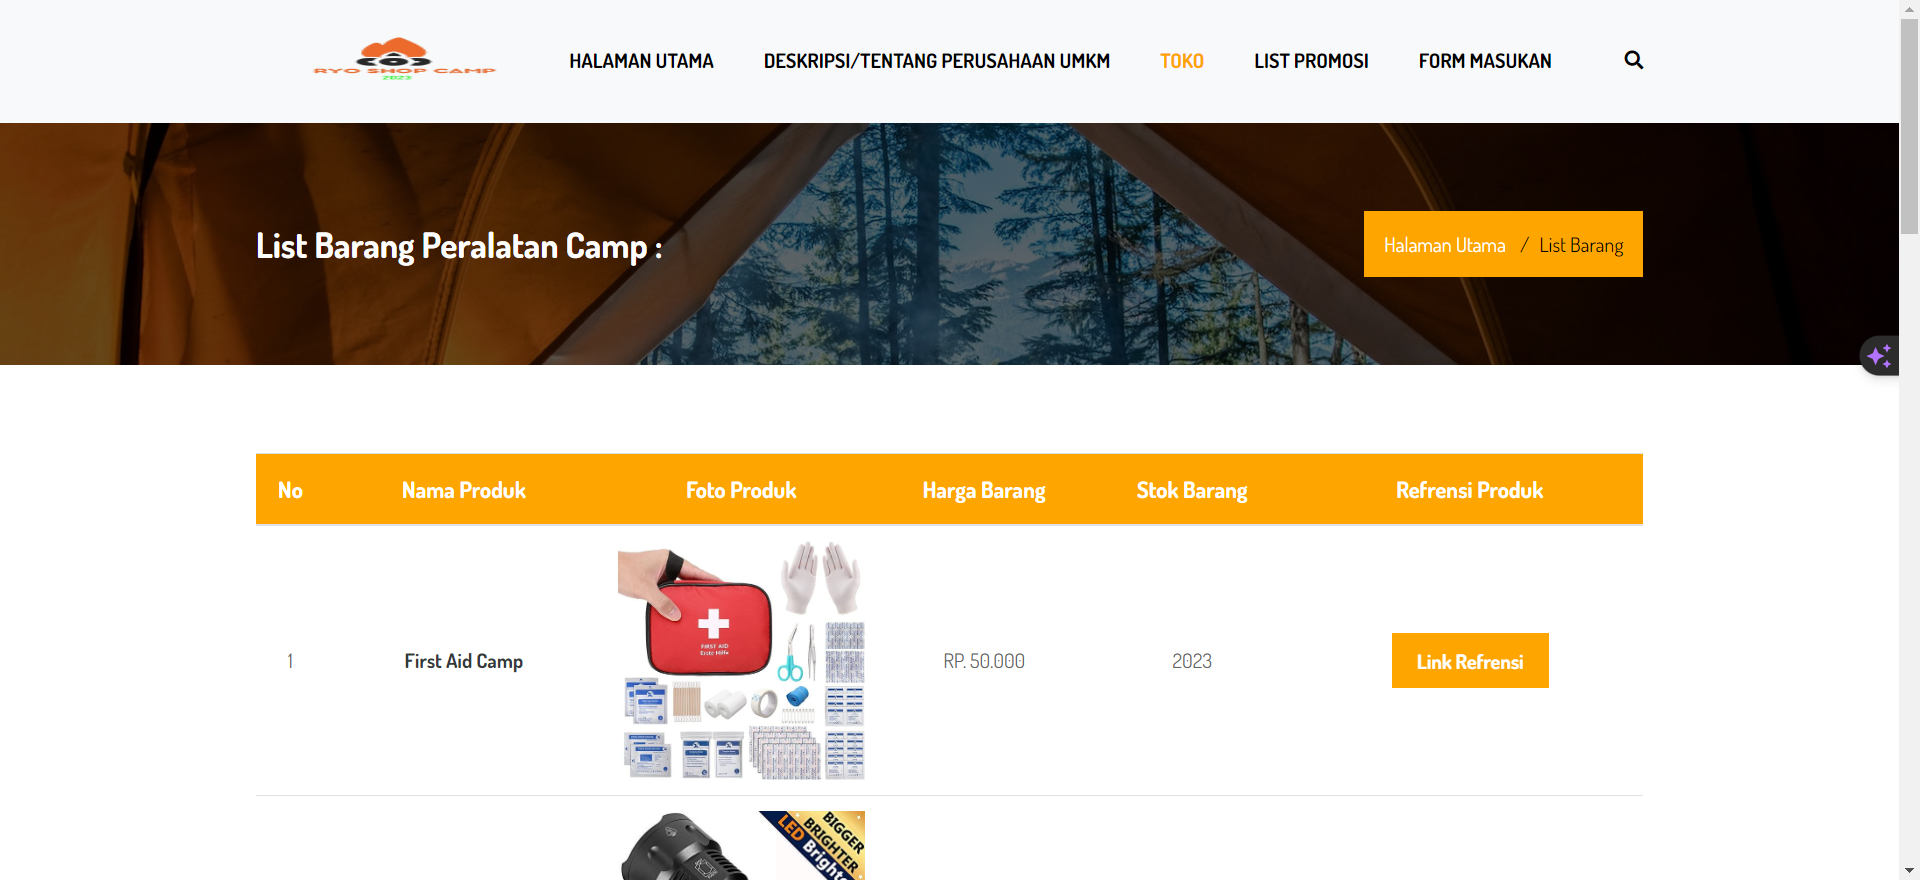 RYO SHOP CAMP
2023
HALAMAN UTAMA
DESKRIPSI/TENTANG PERUSAHAAN UMKM
TOKO
LIST PROMOSI
FORM MASUKAN
List Barang Peralatan Camp :
Halaman Utama / List Barang
No
Nama Produk
Foto Produk
Harga Barang
Stok Barang
Refrensi Produk
1
First Aid Camp
FIRST AID
Erste Hilfe
RP. 50.000
2023
Link Refrensi
BIGGER
BRIGHTER
LED Bright